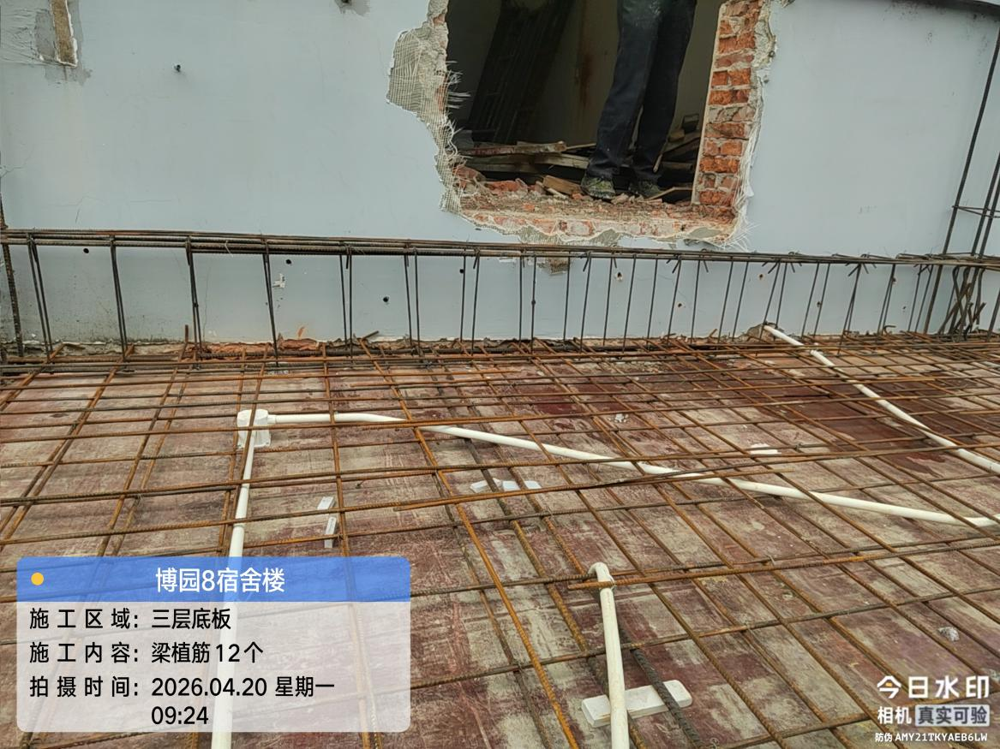 博园8宿舍楼
施工区域：三层底板
施工内容：梁植筋12个
拍摄时间：2026.04.20 星期一
09:24
今日水印
相机 真实可验
防伪 AMY21TKYAEB6LW